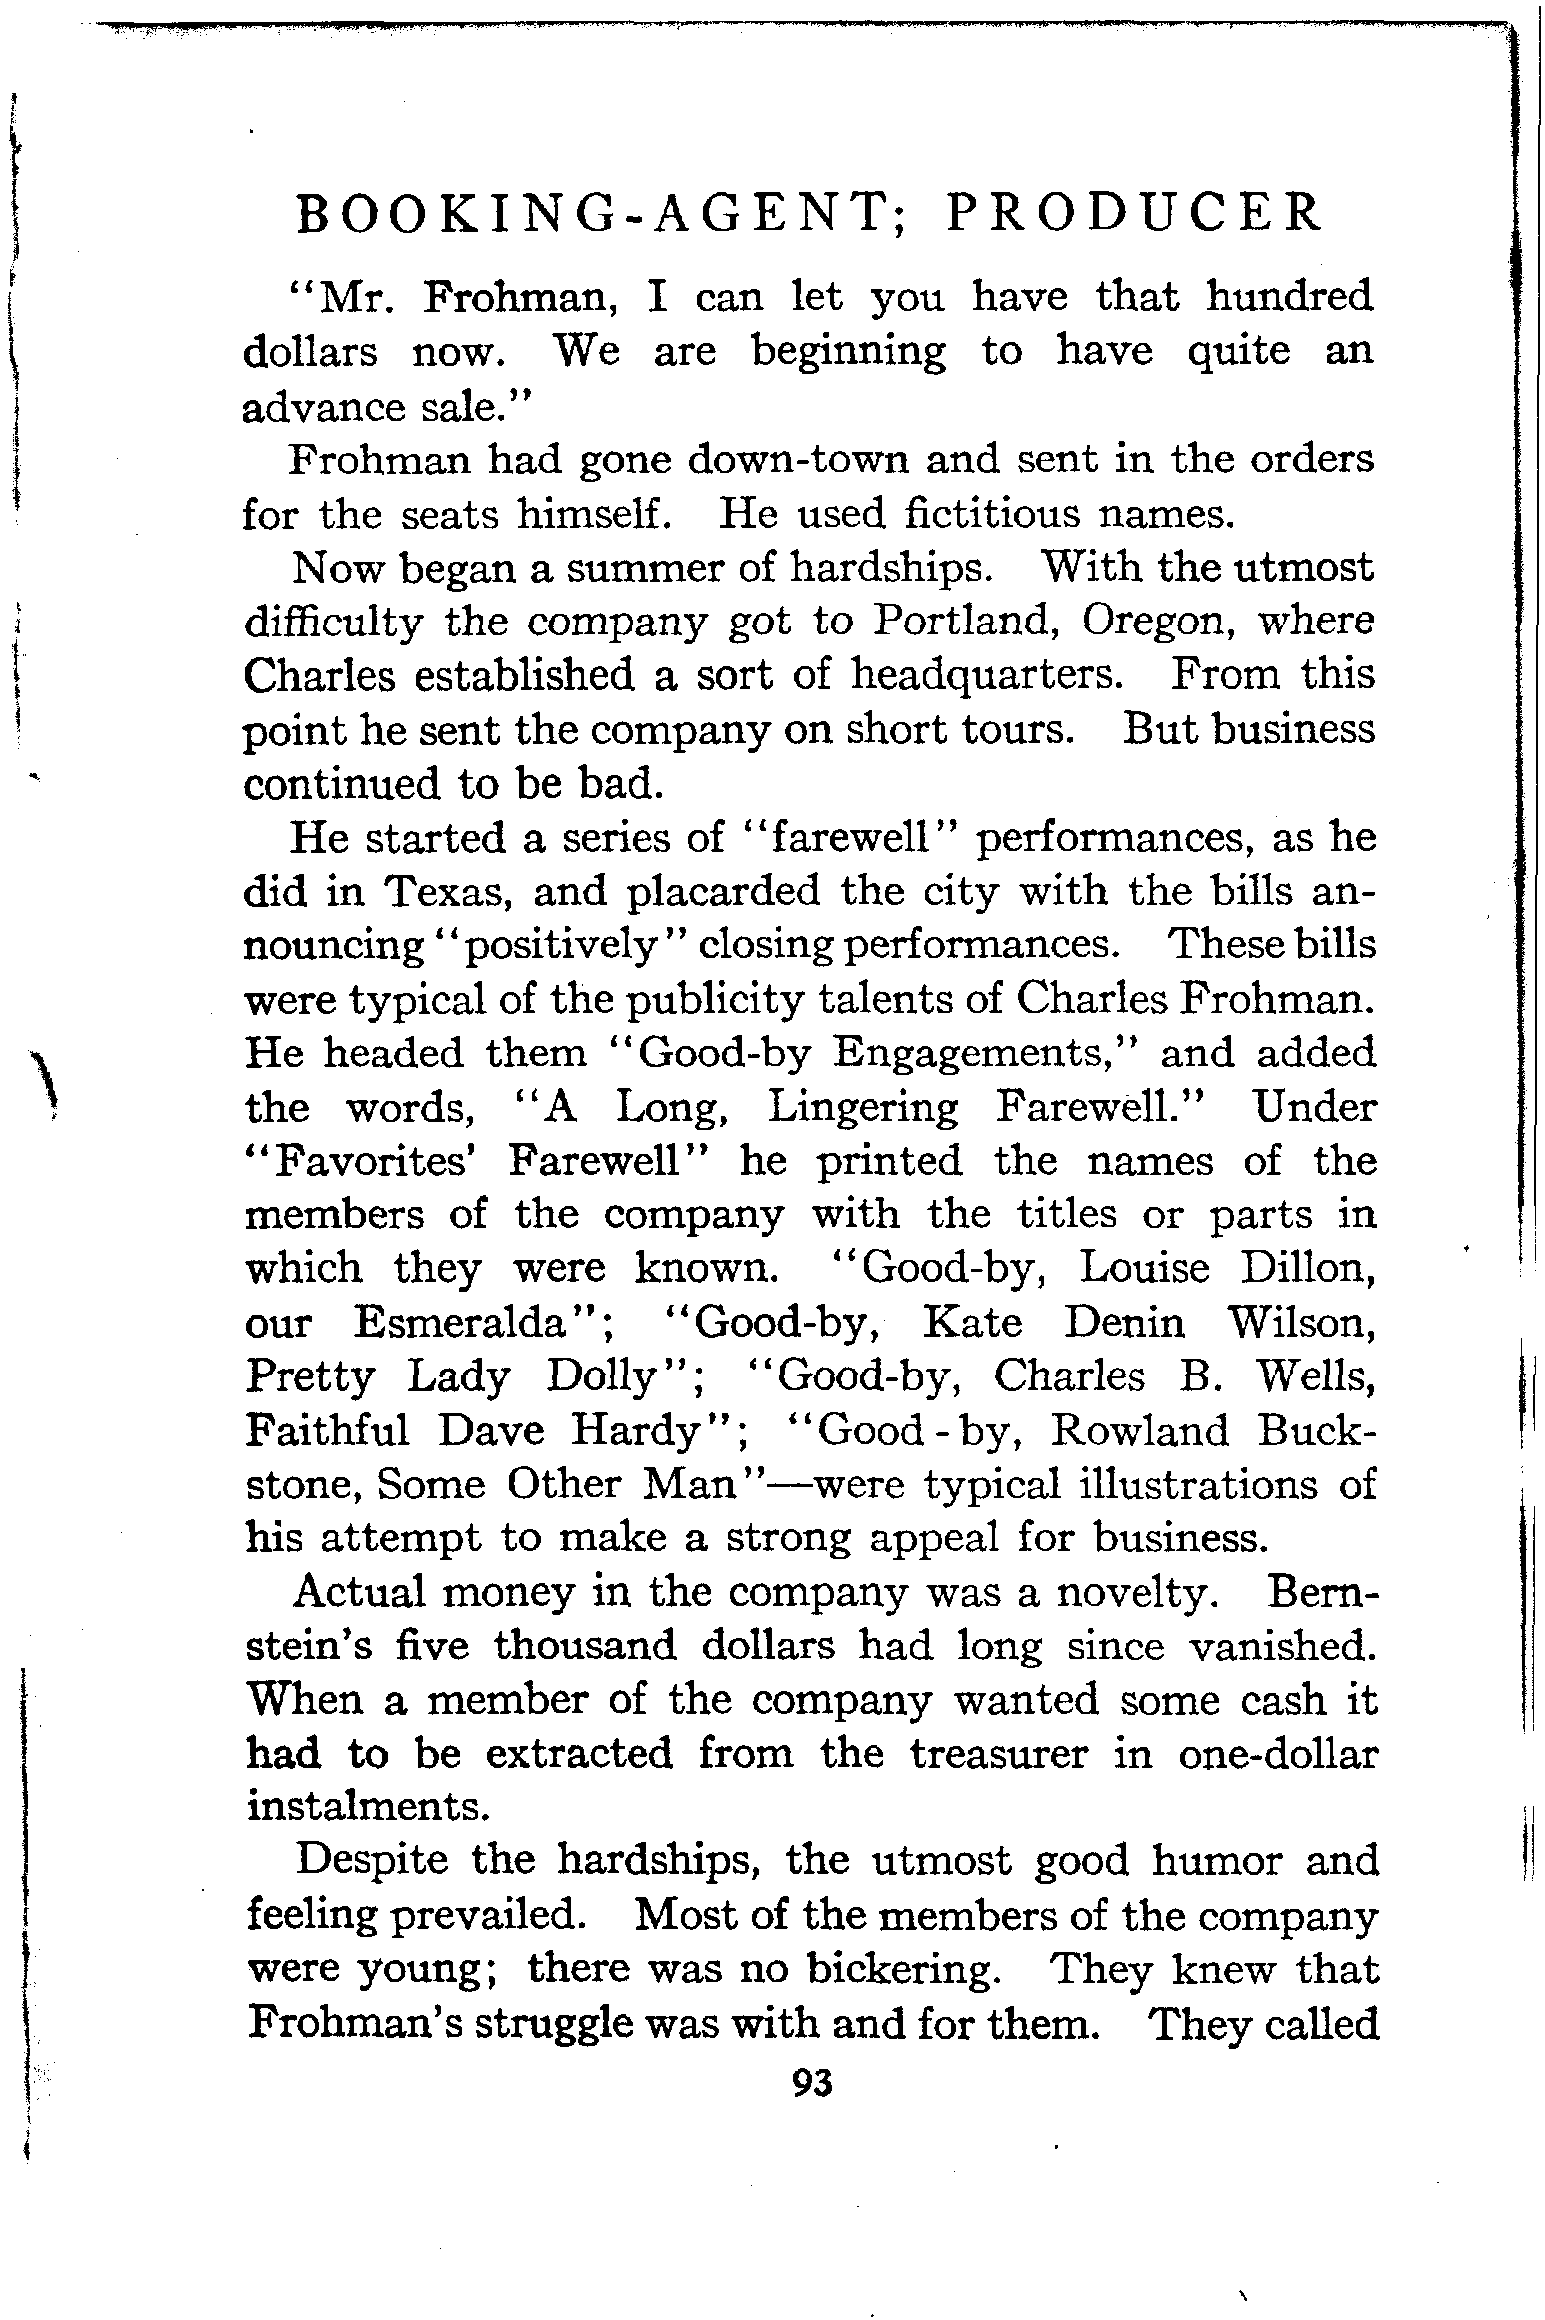 BOOKING-AGENT; PRODUCER
"Mr. Frohman, I can let you have that hundred
dollars now. We are beginning to have quite an
advance sale."
Frohman had gone down-town and sent in the orders
for the seats himself. He used fictitious names.
Now began a summer of hardships. With the utmost
difficulty the company got to Portland, Oregon, where
Charles established a sort of headquarters. From this
point he sent the company on short tours. But business
continued to be bad.
He started a series of "farewell" performances, as he
did in Texas, and placarded the city with the bills an-
nouncing "positively" closing performances. These bills
were typical of the publicity talents of Charles Frohman.
He headed them "Good-by Engagements," and added
the words, "A Long, Lingering Farewell." Under
"Favorites' Farewell" he printed the names of the
members of the company with the titles or parts in
which they were known. "Good-by, Louise Dillon,
our Esmeralda"; "Good-by, Kate Denin Wilson,
Pretty Lady Dolly"; "Good-by, Charles B. Wells,
Faithful Dave Hardy"; "Good-by, Rowland Buck-
stone, Some Other Man"—were typical illustrations of
his attempt to make a strong appeal for business.
Actual money in the company was a novelty. Bern-
stein's five thousand dollars had long since vanished.
When a member of the company wanted some cash it
had to be extracted from the treasurer in one-dollar
instalments.
Despite the hardships, the utmost good humor and
feeling prevailed. Most of the members of the company
were young; there was no bickering. They knew that
Frohman's struggle was with and for them. They called
93